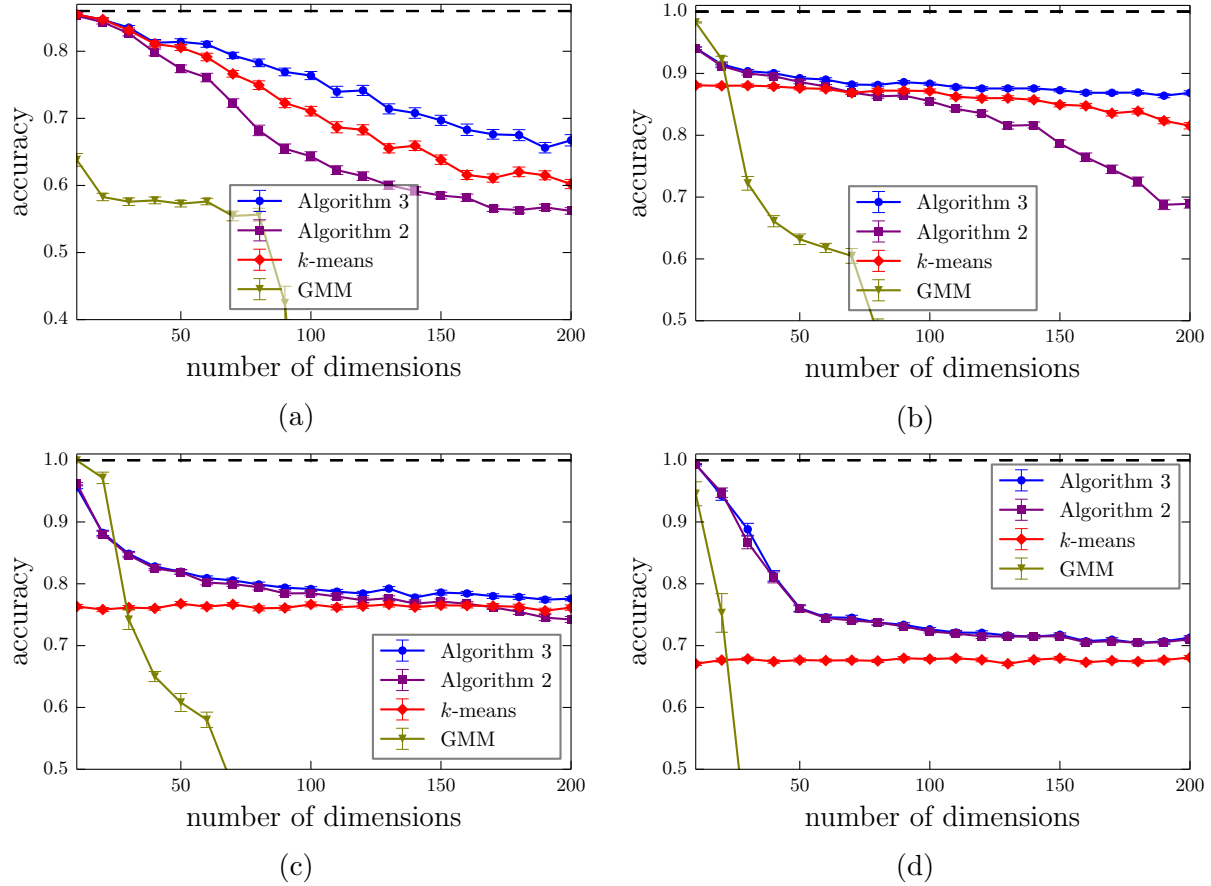 0.8
0.7
0.6
0.5
0.4
accuracy
50
100
150
200
number of dimensions
Algorithm 3
Algorithm 2
k-means
GMM
(a)
1.0
0.9
0.8
0.7
0.6
0.5
accuracy
50
100
150
200
number of dimensions
Algorithm 3
Algorithm 2
k-means
GMM
(b)
1.0
0.9
0.8
0.7
0.6
0.5
accuracy
50
100
150
200
number of dimensions
Algorithm 3
Algorithm 2
k-means
GMM
(c)
1.0
0.9
0.8
0.7
0.6
0.5
accuracy
50
100
150
200
number of dimensions
Algorithm 3
Algorithm 2
k-means
GMM
(d)